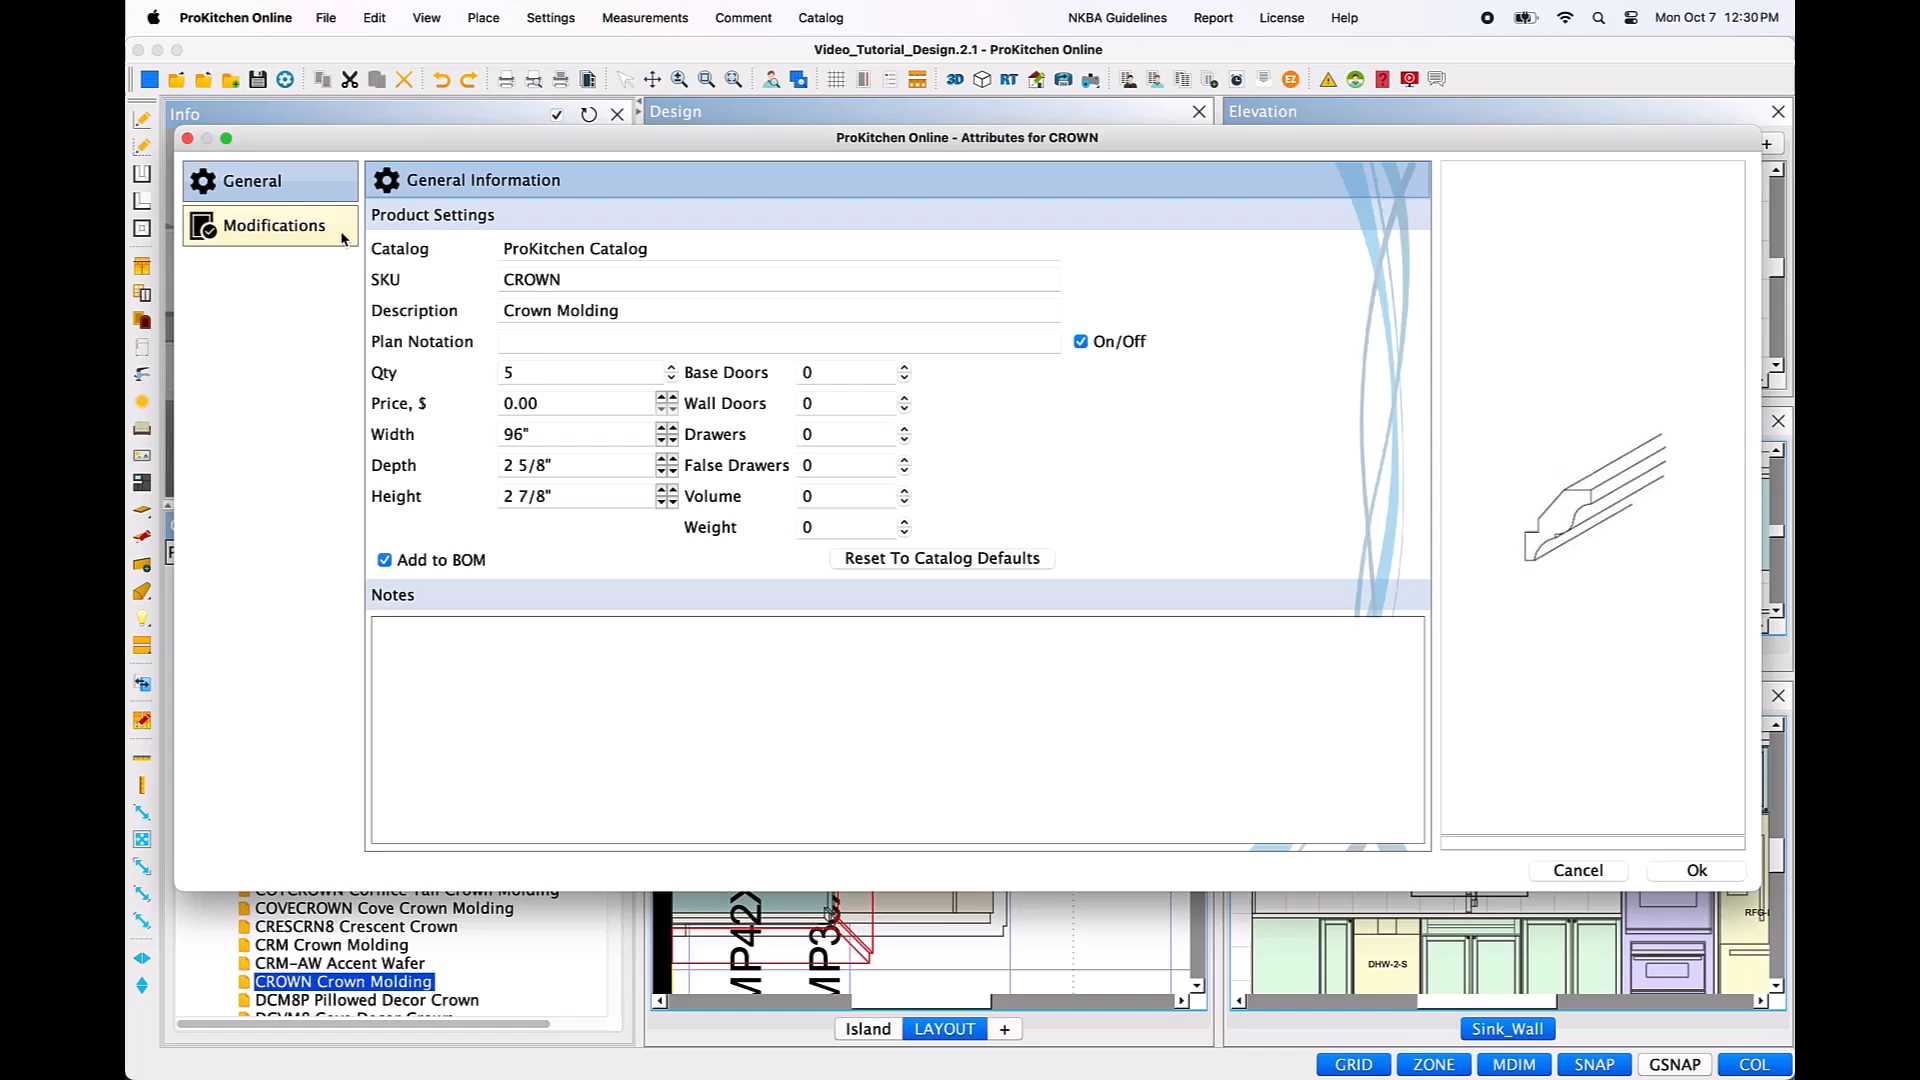 ProKitchen Online File Edit View Place Settings Measurements Comment Catalog NKBA Guidelines Report License Help Mon Oct 7 12:30 PM
Video_Tutorial_Design.2.1 - ProKitchen Online
3D RT EZ
Info Design Elevation
ProKitchen Online - Attributes for CROWN
General
Modifications
General Information
Product Settings
Catalog ProKitchen Catalog
SKU CROWN
Description Crown Molding
Plan Notation On/Off
Qty 5 Base Doors 0
Price, $ 0.00 Wall Doors 0
Width 96" Drawers 0
Depth 2 5/8" False Drawers 0
Height 2 7/8" Volume 0
Weight 0
Add to BOM Reset To Catalog Defaults
Notes
Cancel Ok
COVECROWN Cove Crown Molding
CRESCRN8 Crescent Crown
CRM Crown Molding
CRM-AW Accent Wafer
CROWN Crown Molding
DCM8P Pillowed Decor Crown
DHW-2-S
Island LAYOUT +
Sink_Wall
GRID ZONE MDIM SNAP GSNAP COL